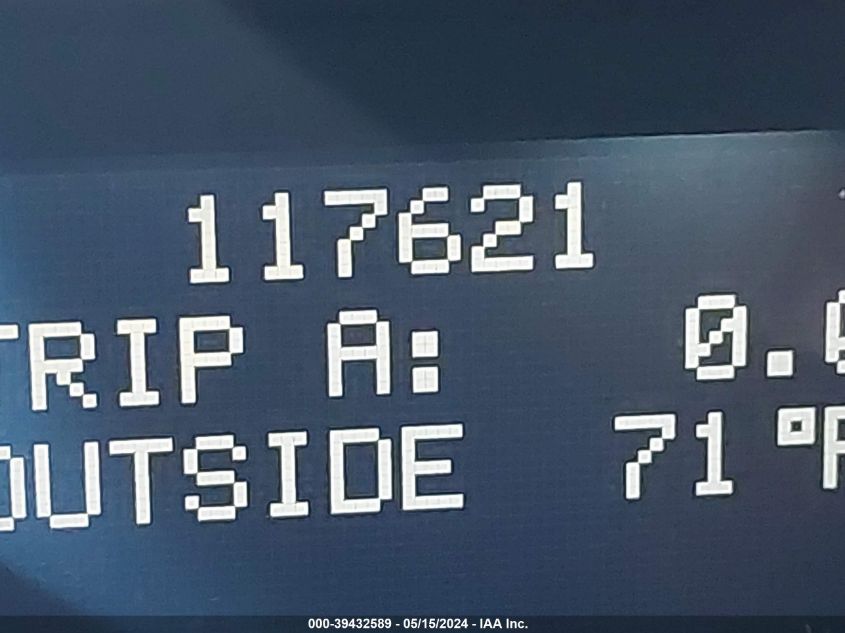 117621
TRIP A: 0.
OUTSIDE 71°F
000-39432589 - 05/15/2024 - IAA Inc.